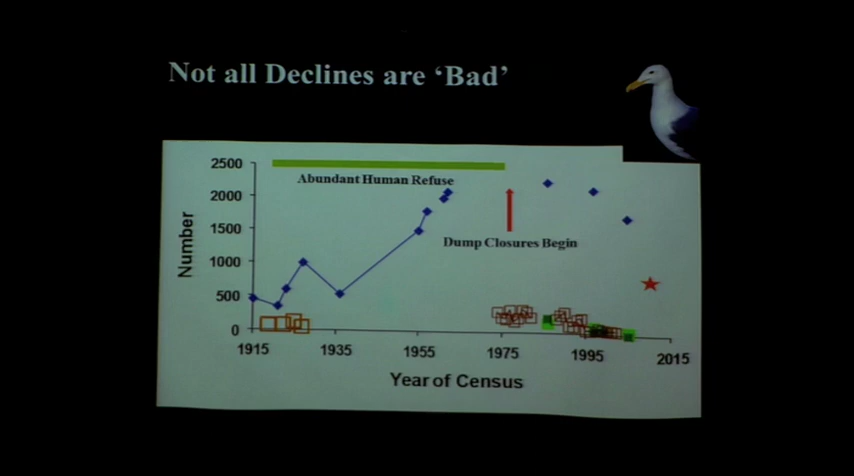 Not all Declines are ‘Bad’
2500
Abundant Human Refuse
2000
1500
Dump Closures Begin
1000
500
0
Number
1915 1935 1955 1975 1995 2015
Year of Census